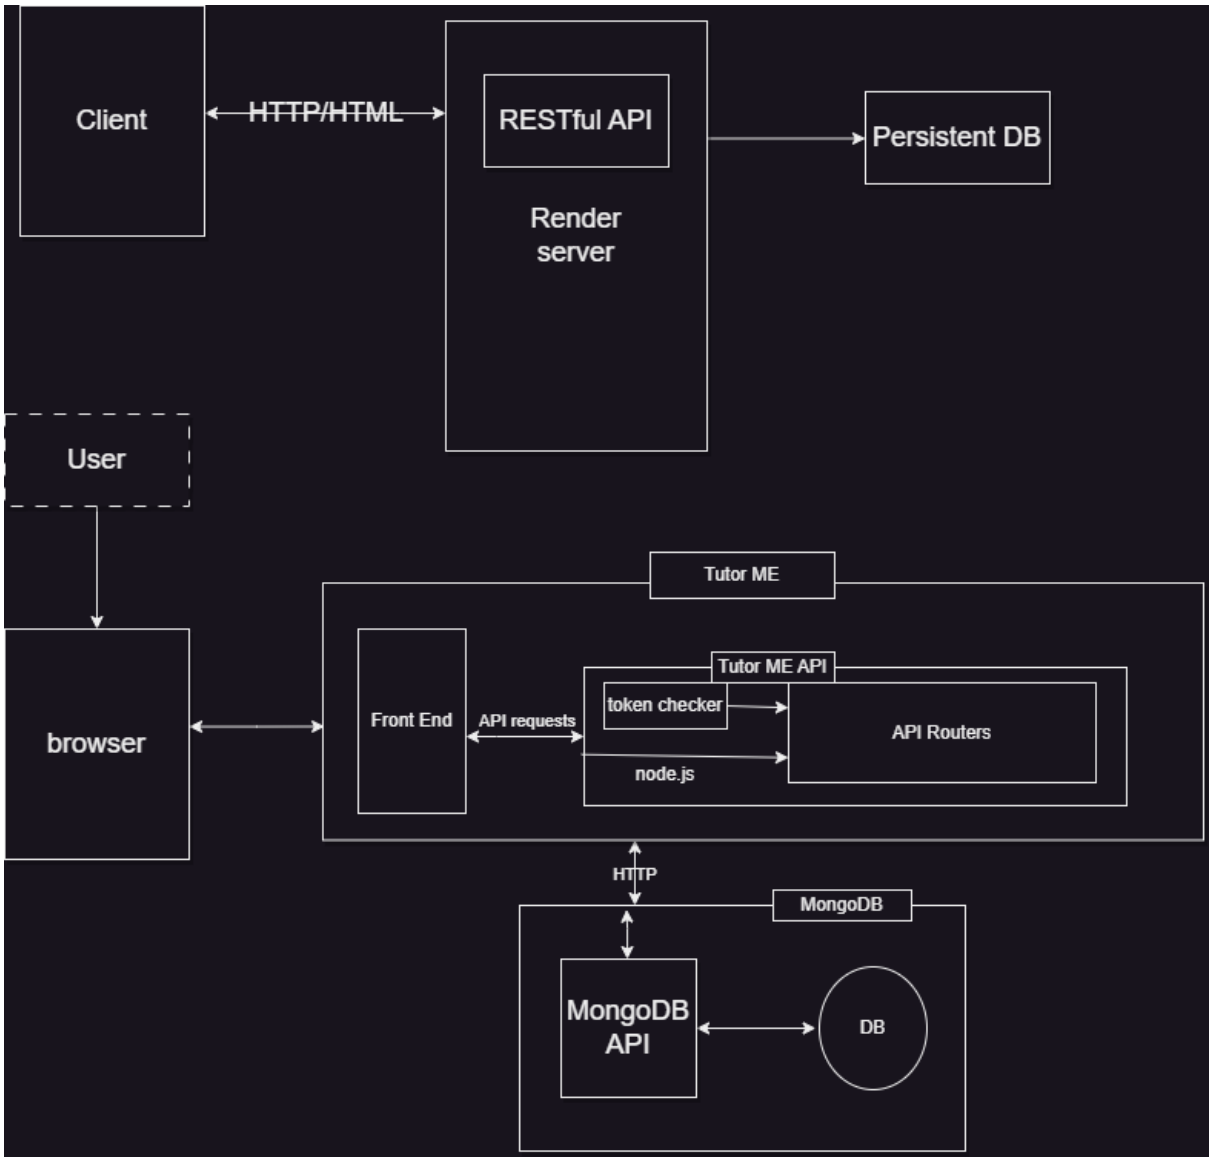 Client
HTTP/HTML
RESTful API
Persistent DB
Render
server
User
Tutor ME
Tutor ME API
token checker
Front End
API requests
API Routers
browser
node.js
HTTP
MongoDB
MongoDB
API
DB